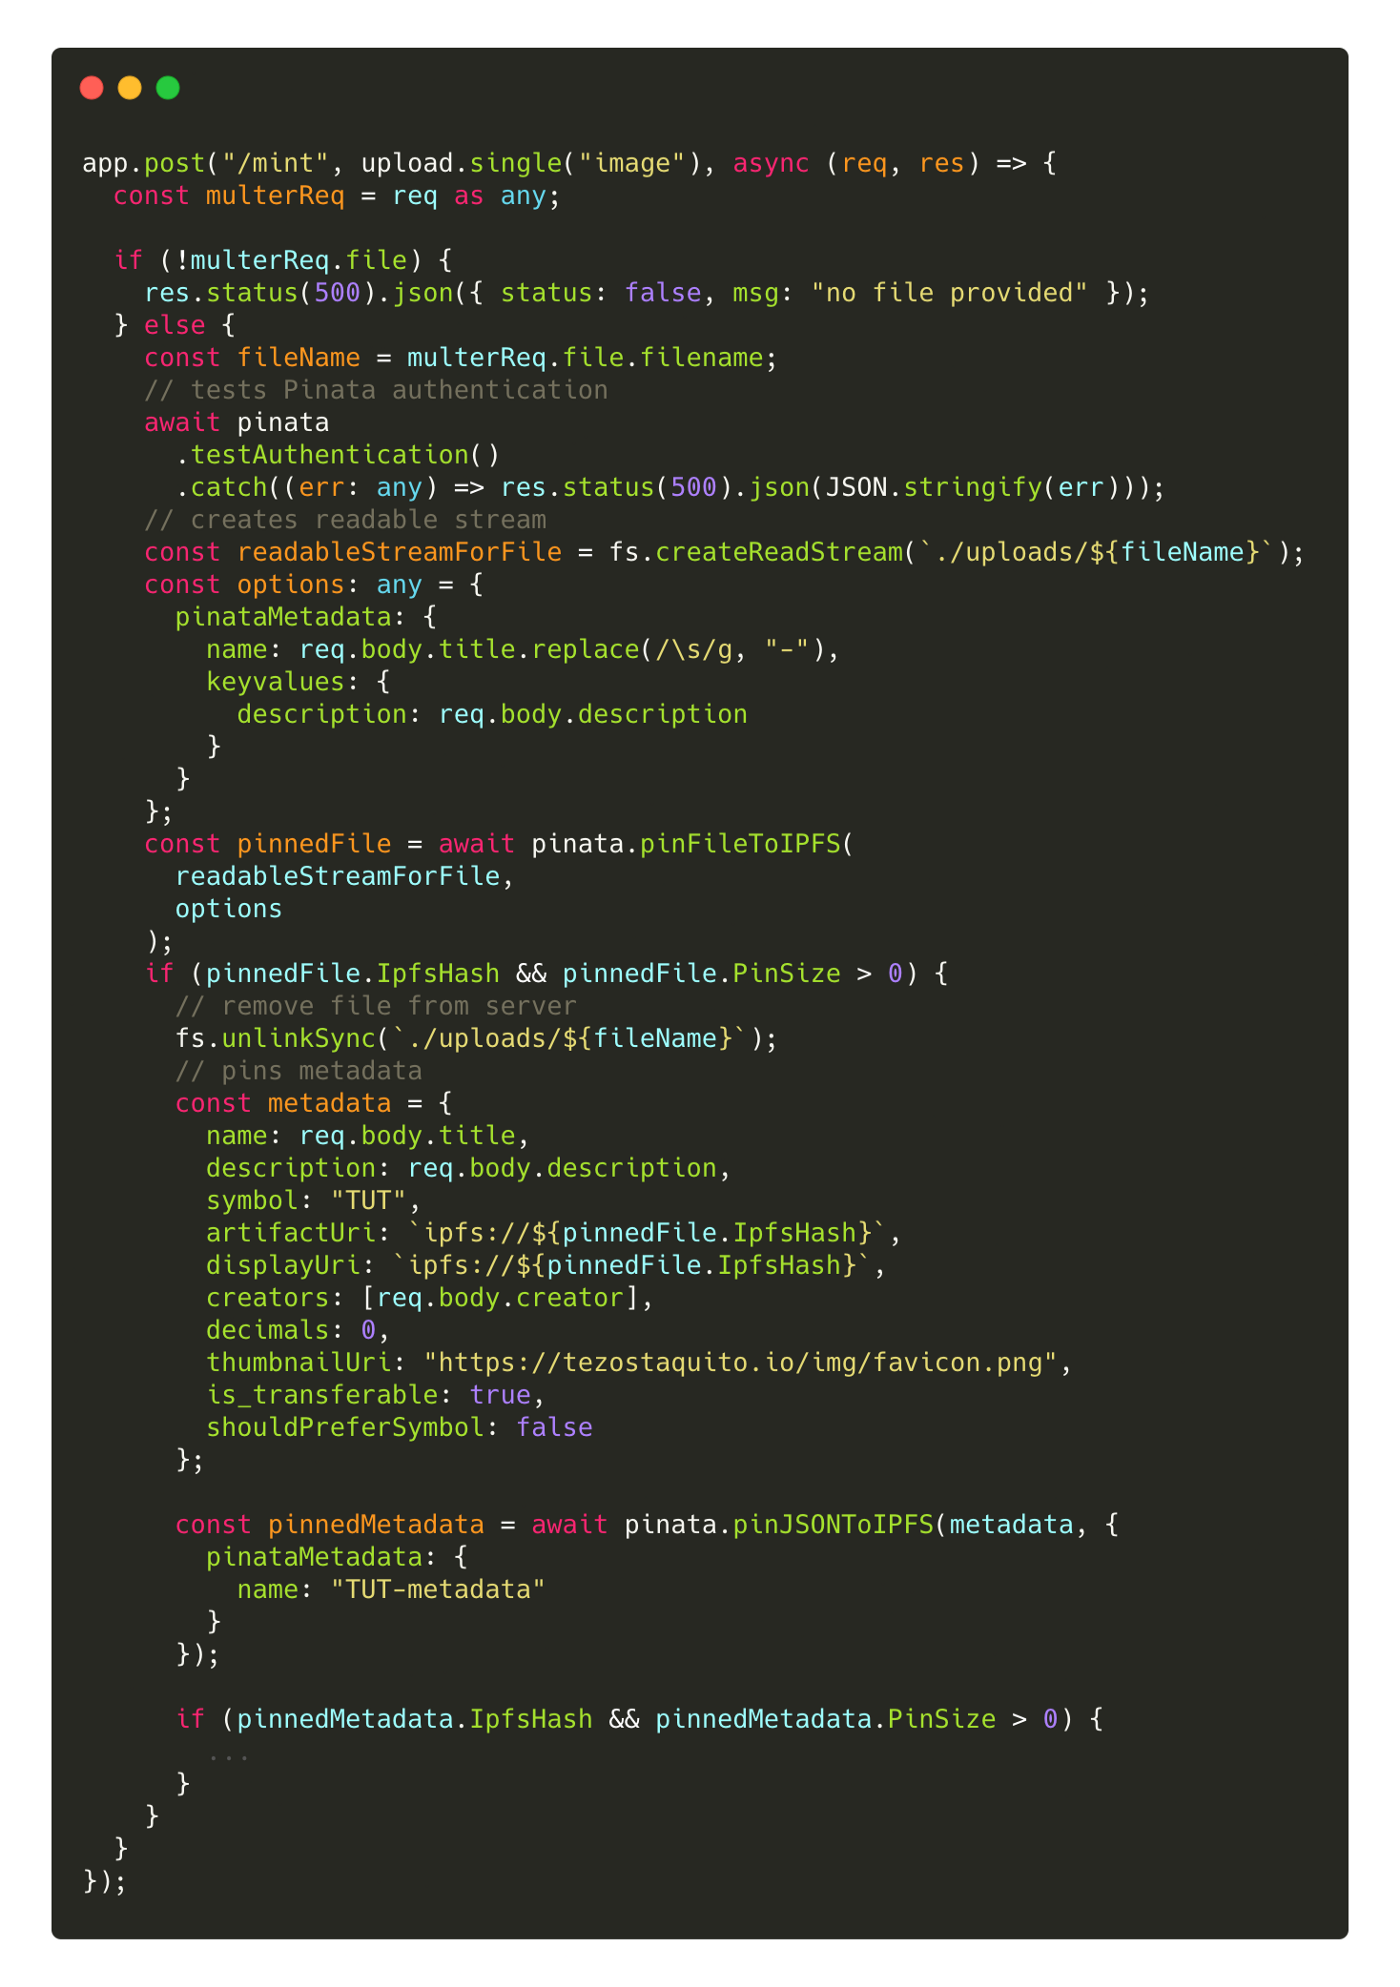 app.post("/mint", upload.single("image"), async (req, res) => {
  const multerReq = req as any;

  if (!multerReq.file) {
    res.status(500).json({ status: false, msg: "no file provided" });
  } else {
    const fileName = multerReq.file.filename;
    // tests Pinata authentication
    await pinata
      .testAuthentication()
      .catch((err: any) => res.status(500).json(JSON.stringify(err)));
    // creates readable stream
    const readableStreamForFile = fs.createReadStream(`./uploads/${fileName}`);
    const options: any = {
      pinataMetadata: {
        name: req.body.title.replace(/\s/g, "-"),
        keyvalues: {
          description: req.body.description
        }
      }
    };
    const pinnedFile = await pinata.pinFileToIPFS(
      readableStreamForFile,
      options
    );
    if (pinnedFile.IpfsHash && pinnedFile.PinSize > 0) {
      // remove file from server
      fs.unlinkSync(`./uploads/${fileName}`);
      // pins metadata
      const metadata = {
        name: req.body.title,
        description: req.body.description,
        symbol: "TUT",
        artifactUri: `ipfs://${pinnedFile.IpfsHash}`,
        displayUri: `ipfs://${pinnedFile.IpfsHash}`,
        creators: [req.body.creator],
        decimals: 0,
        thumbnailUri: "https://tezostaquito.io/img/favicon.png",
        is_transferable: true,
        shouldPreferSymbol: false
      };

      const pinnedMetadata = await pinata.pinJSONToIPFS(metadata, {
        pinataMetadata: {
          name: "TUT-metadata"
        }
      });

      if (pinnedMetadata.IpfsHash && pinnedMetadata.PinSize > 0) {
        ...
      }
    }
  }
});